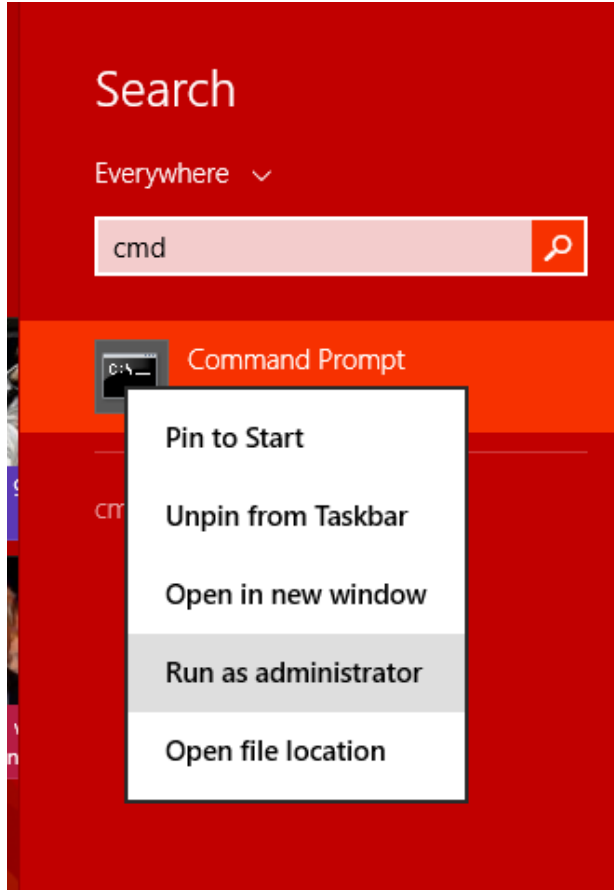 Search
Everywhere
cmd
C:\_
Command Prompt
Pin to Start
Unpin from Taskbar
Open in new window
Run as administrator
Open file location